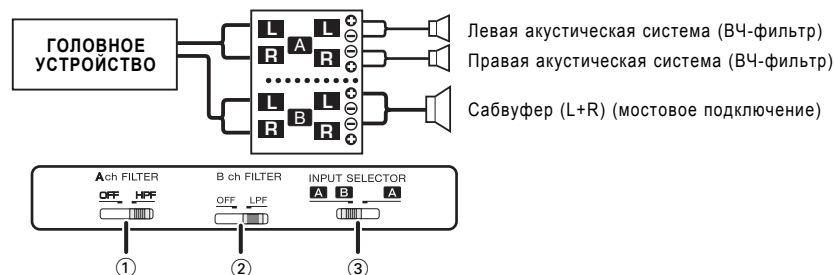 ГОЛОВНОЕ
УСТРОЙСТВО
L L ⊕
A ⊖
R R ⊖
⊕
L L ⊕
B ⊖
R R ⊖
⊕
Левая акустическая система (ВЧ-фильтр)
Правая акустическая система (ВЧ-фильтр)
Сабвуфер (L+R) (мостовое подключение)
A ch FILTER
OFF HPF
B ch FILTER
OFF LPF
INPUT SELECTOR
A B A
① ② ③